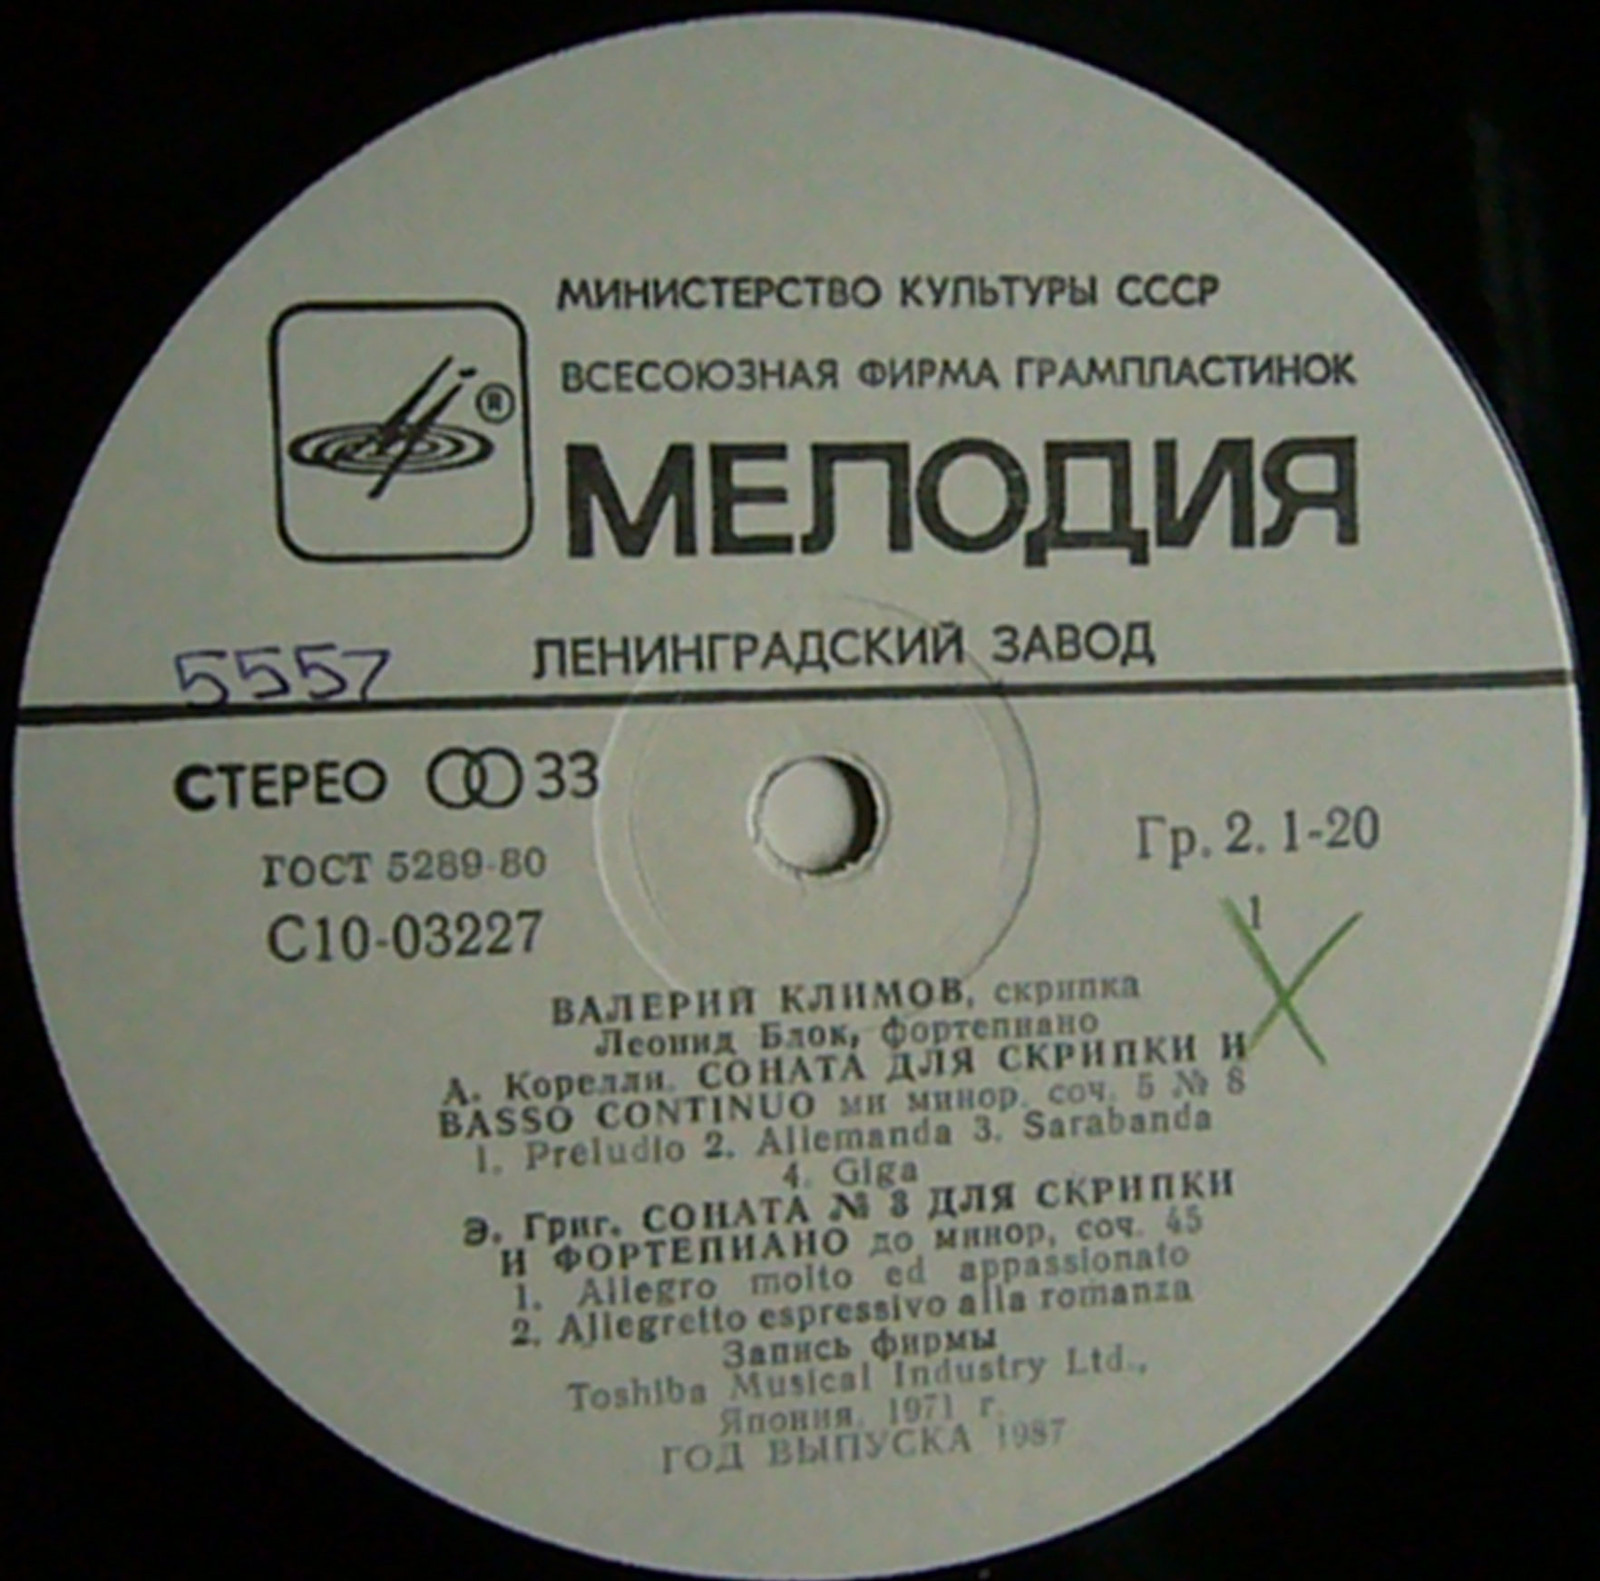 МИНИСТЕРСТВО КУЛЬТУРЫ СССР
ВСЕСОЮЗНАЯ ФИРМА ГРАМПЛАСТИНОК
®
МЕЛОДИЯ
5557
ЛЕНИНГРАДСКИЙ ЗАВОД
СТЕРЕО 33
Гр. 2. 1-20
ГОСТ 5289-80
С10-03227
1
ВАЛЕРИЙ КЛИМОВ, скрипка
Леонид Блок, фортепиано
А. Корелли. СОНАТА ДЛЯ СКРИПКИ И
BASSO CONTINUO ми минор, соч. 5 № 8
1. Preludio 2. Allemanda 3. Sarabanda
4. Giga
Э. Григ. СОНАТА № 3 ДЛЯ СКРИПКИ
И ФОРТЕПИАНО до минор, соч. 45
1. Allegro molto ed appassionato
2. Allegretto espressivo alla romanza
Запись фирмы
Toshiba Musical Industry Ltd.,
Япония, 1971 г.
ГОД ВЫПУСКА 1987